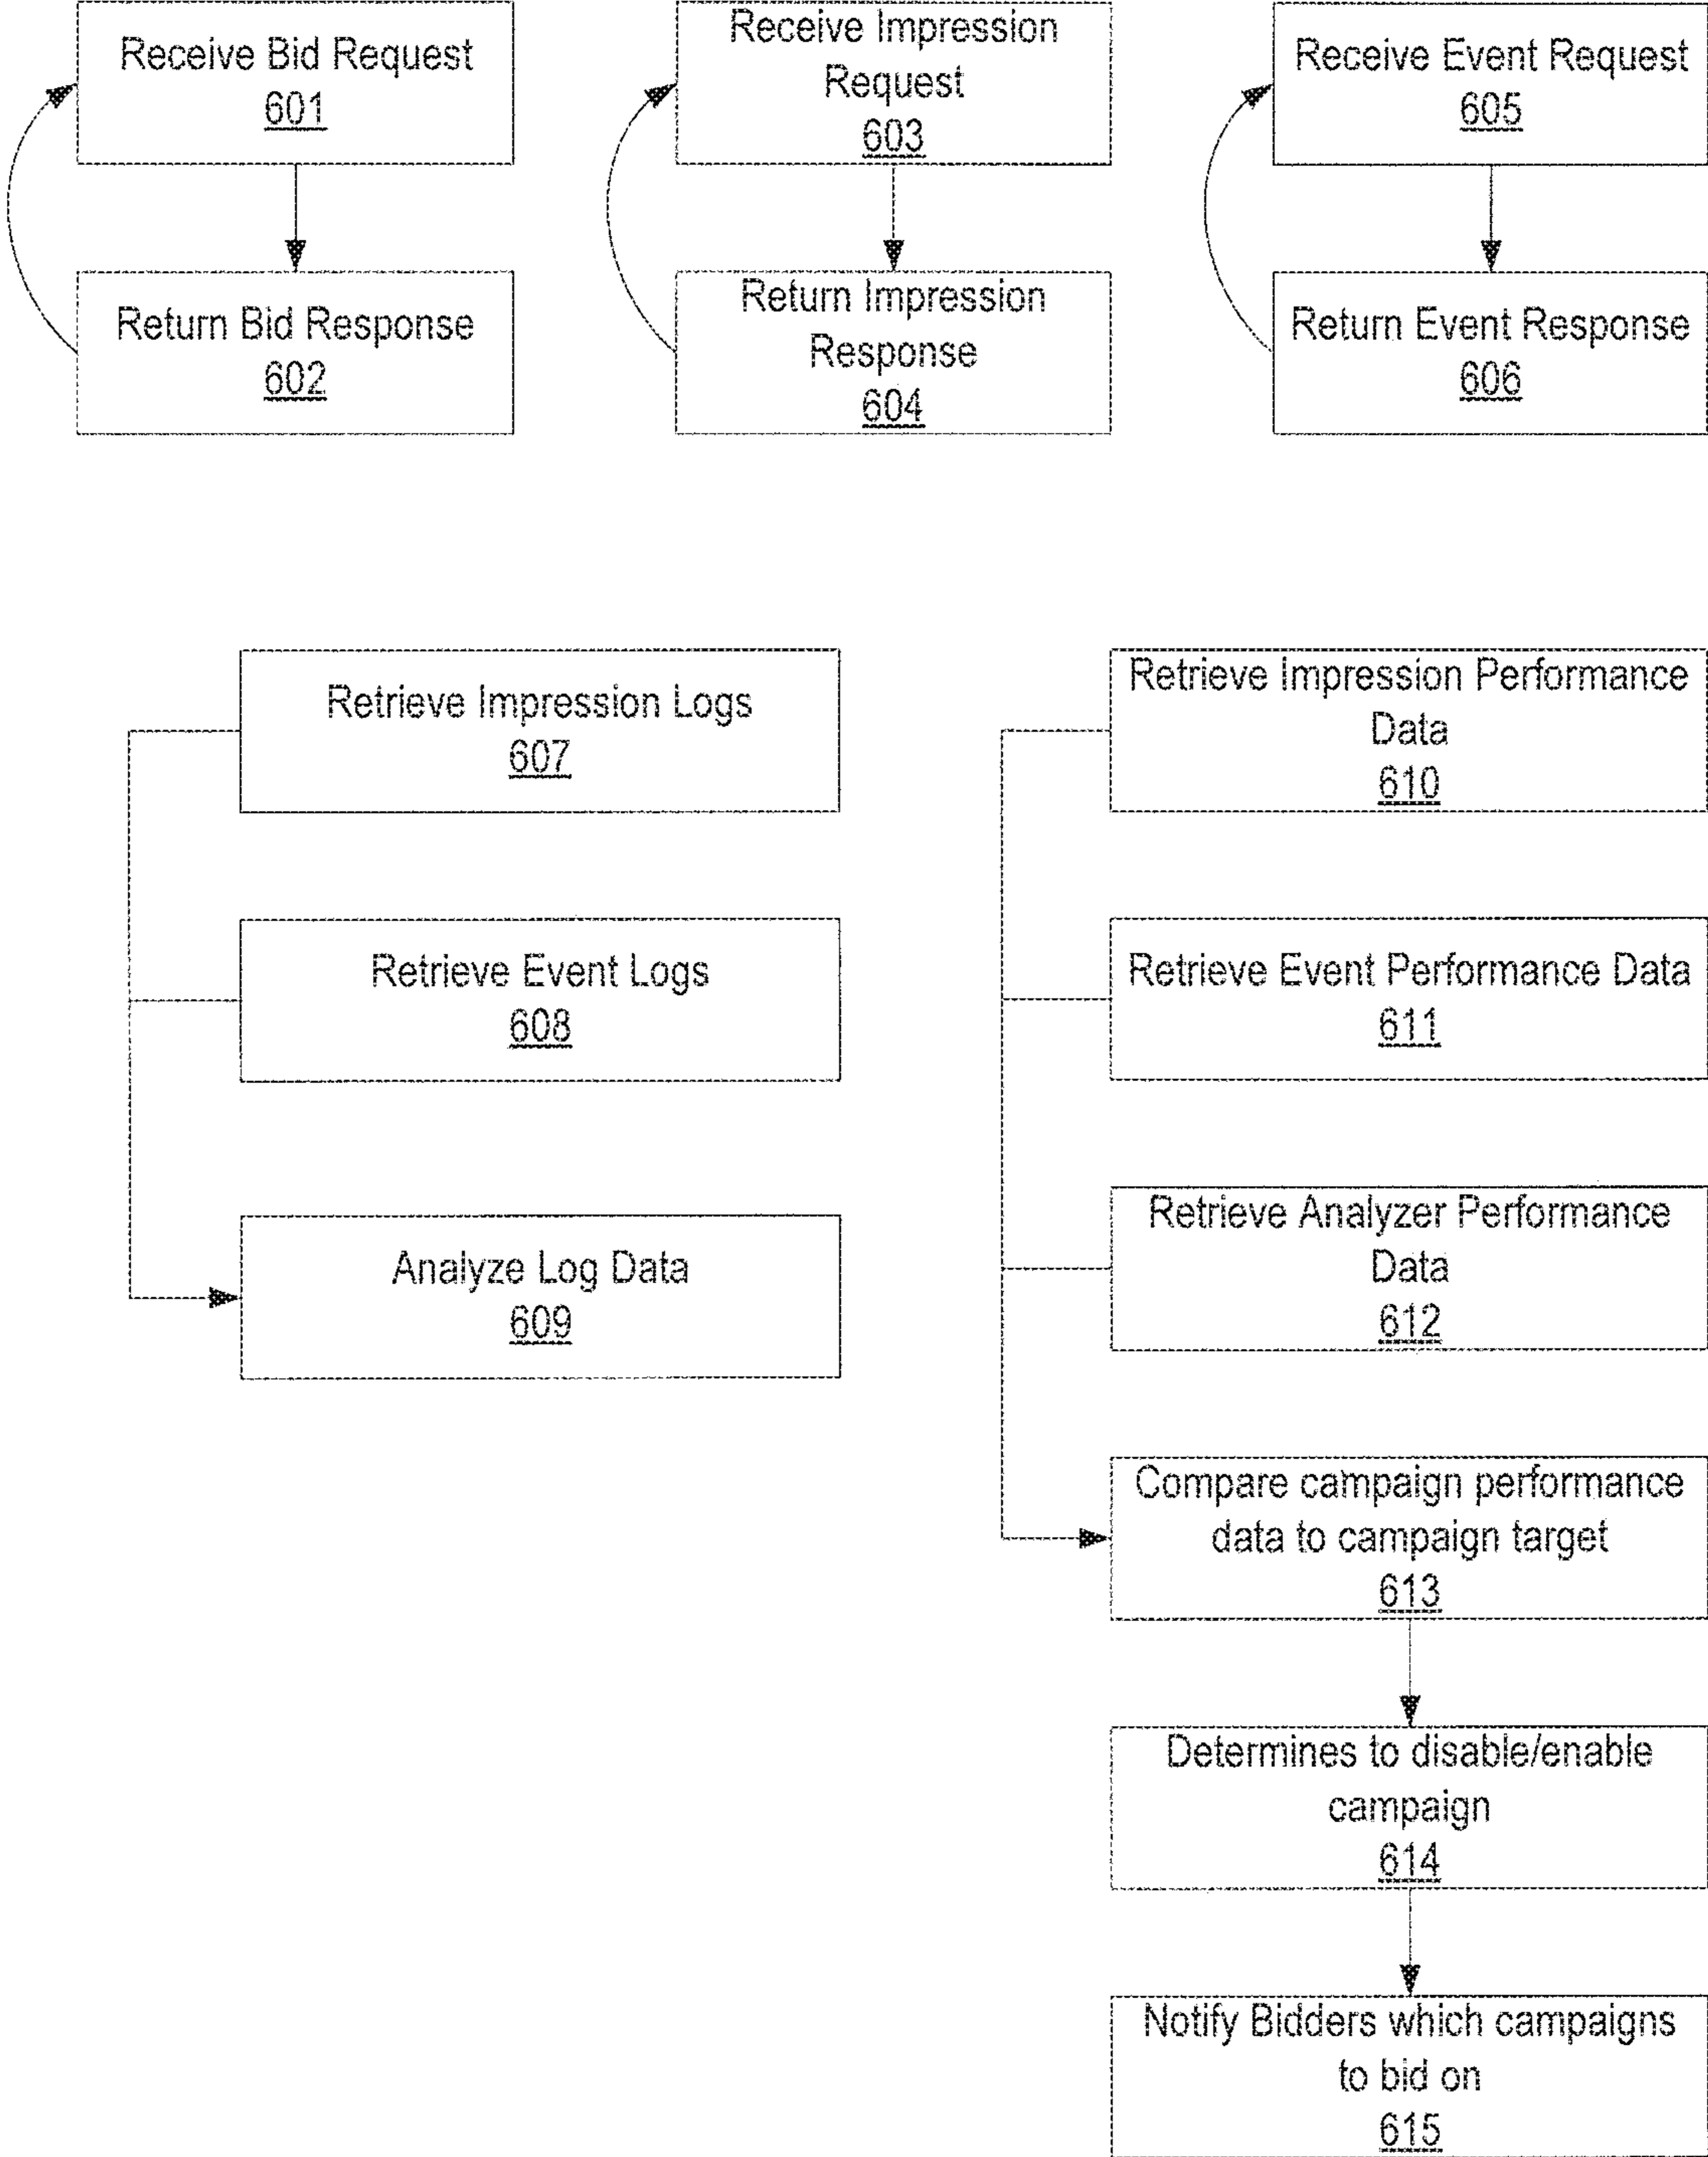 Receive Bid Request
601
Receive Impression
Request
603
Receive Event Request
605
Return Bid Response
602
Return Impression
Response
604
Return Event Response
606
Retrieve Impression Logs
607
Retrieve Event Logs
608
Analyze Log Data
609
Retrieve Impression Performance
Data
610
Retrieve Event Performance Data
611
Retrieve Analyzer Performance
Data
612
Compare campaign performance
data to campaign target
613
Determines to disable/enable
campaign
614
Notify Bidders which campaigns
to bid on
615